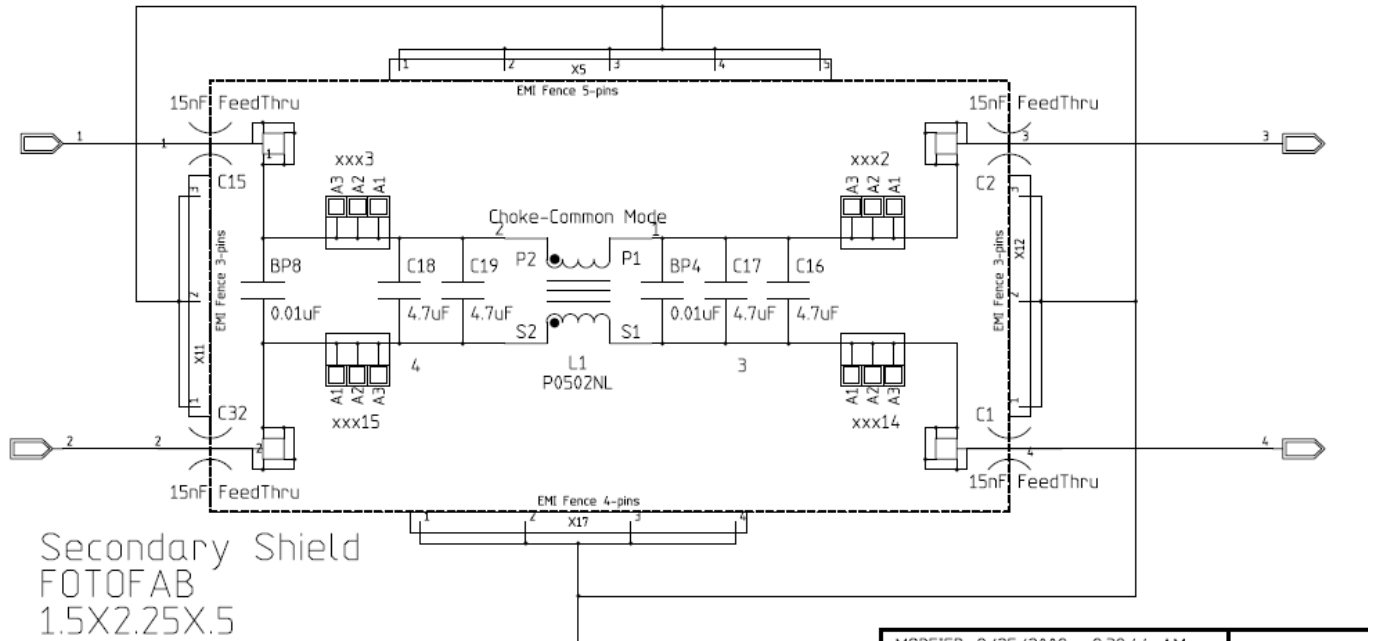 1 2 3 4 5
X5
EMI Fence 5-pins
15nF FeedThru
15nF FeedThru
1
1
1
3
3
xxx3
xxx2
A3 A2 A1
A3 A2 A1
C15
C2
3
2
1
EMI Fence 3-pins
X11
3
2
1
EMI Fence 3-pins
X12
Choke-Common Mode
2
1
P2
P1
BP8
0.01uF
C18
4.7uF
C19
4.7uF
BP4
0.01uF
C17
4.7uF
C16
4.7uF
S2
S1
4
3
L1
P0502NL
A1 A2 A3
A1 A2 A3
xxx15
xxx14
C32
C1
2
2
2
4
4
15nF FeedThru
15nF FeedThru
EMI Fence 4-pins
1 2 3 4
X17
Secondary Shield
FOTOFAB
1.5X2.25X.5